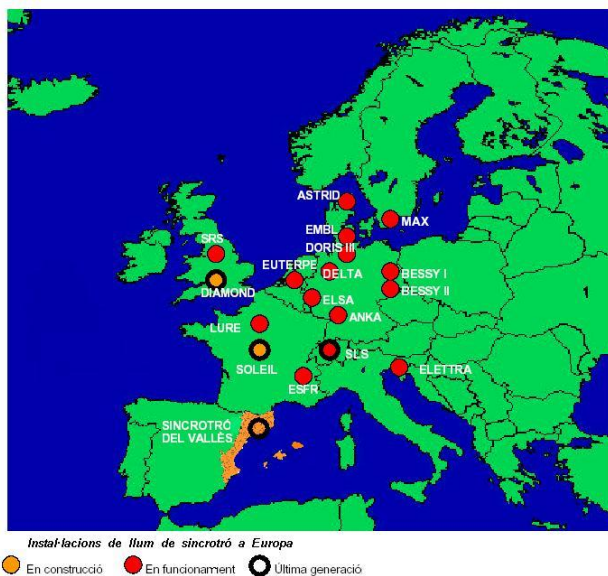 ASTRID
MAX
EMBL
DORIS III
SRS
EUTERPE
DELTA
BESSY I
DIAMOND
BESSY II
ELSA
ANKA
LURE
SOLEIL
SLS
ELETTRA
ESFR
SINCROTRÓ
DEL VALLÈS
Instal·lacions de llum de sincrotró a Europa
En construcció En funcionament Última generació